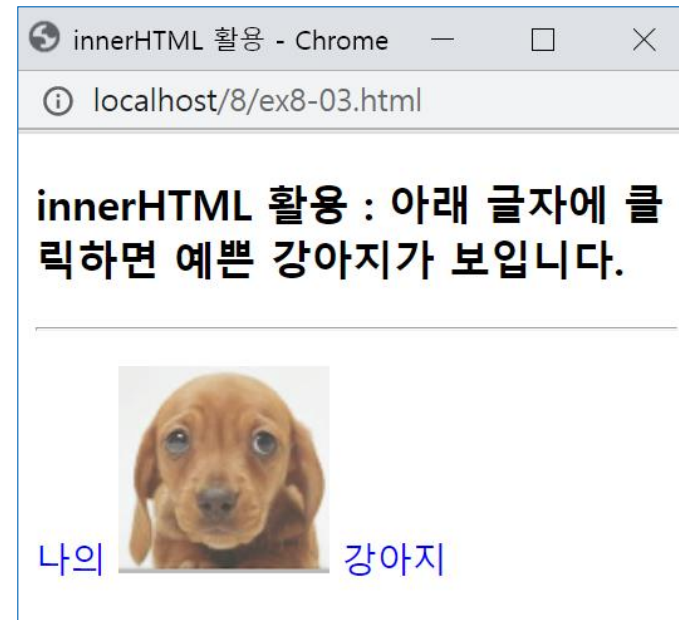 innerHTML 활용 - Chrome
localhost/8/ex8-03.html
innerHTML 활용 : 아래 글자에 클
릭하면 예쁜 강아지가 보입니다.
나의 강아지